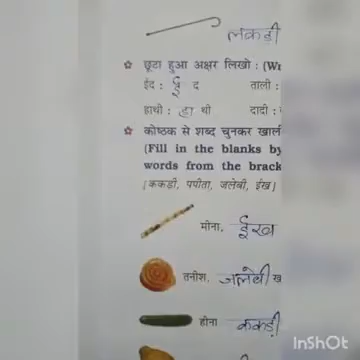 लकड़ी
☆ छूटा हुआ अक्षर लिखो : (Wr
ईद : ई द ताली :
हाथी : हा थी दादी :
☆ कोष्ठक से शब्द चुनकर खाली
(Fill in the blanks by
words from the brack
[ककड़ी, पपीता, जलेबी, ईख]
मीना, ईख
तनीश, जलेबी ख
हीना ककड़ी
InShOt